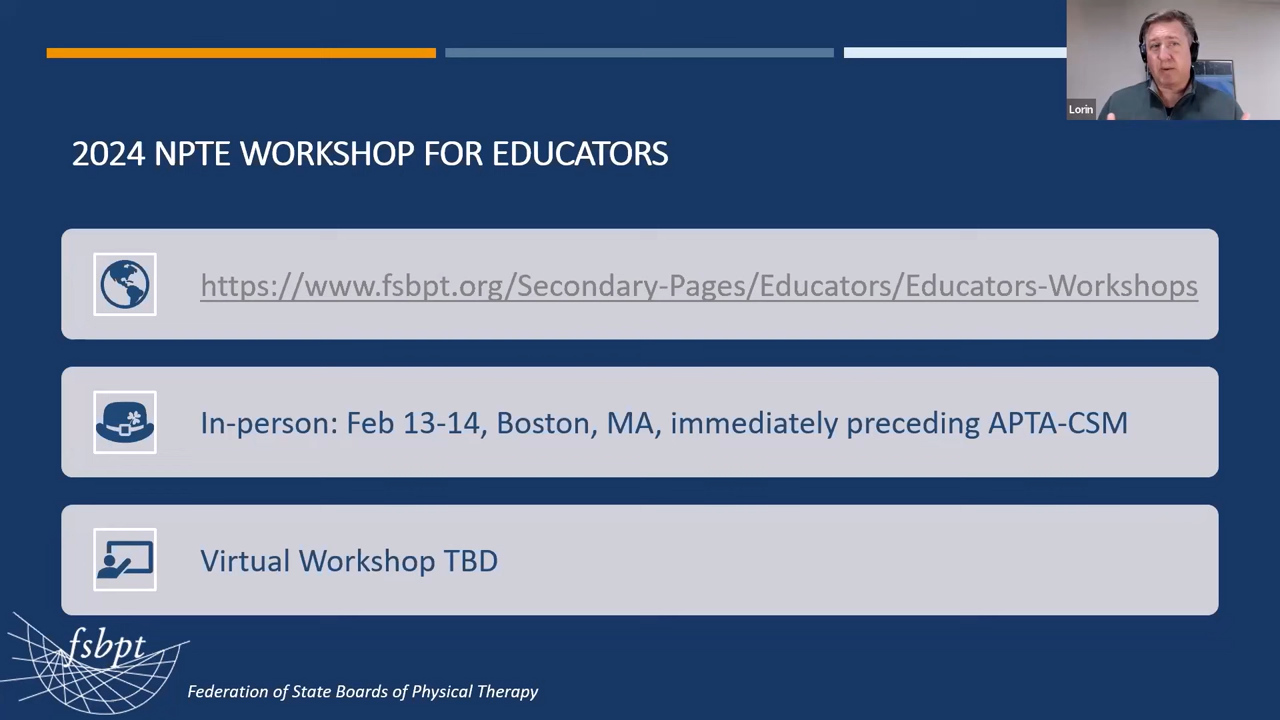 Lorin
2024 NPTE WORKSHOP FOR EDUCATORS
https://www.fsbpt.org/Secondary-Pages/Educators/Educators-Workshops
In-person: Feb 13-14, Boston, MA, immediately preceding APTA-CSM
Virtual Workshop TBD
fsbpt
Federation of State Boards of Physical Therapy